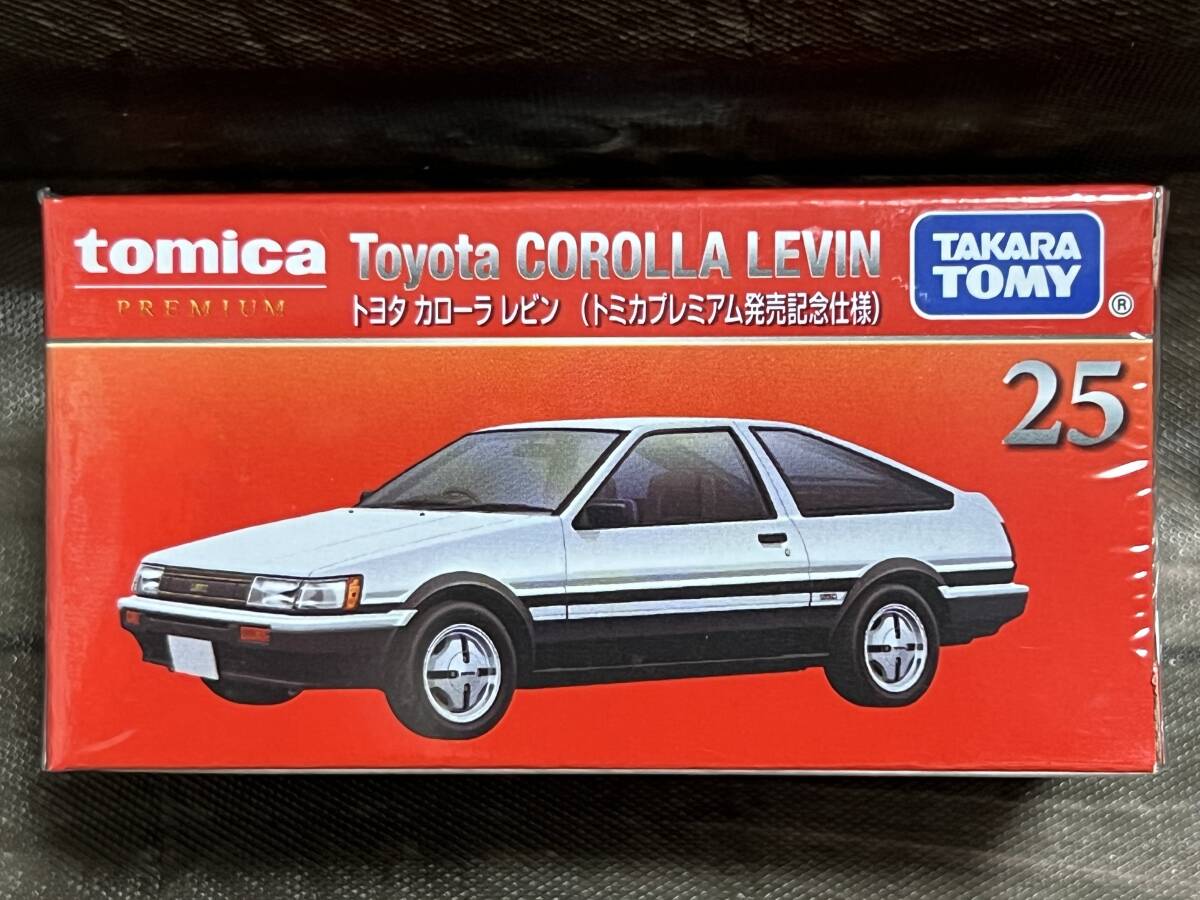 tomica
PREMIUM
Toyota COROLLA LEVIN
トヨタ カローラ レビン (トミカプレミアム発売記念仕様)
TAKARA
TOMY
®
25